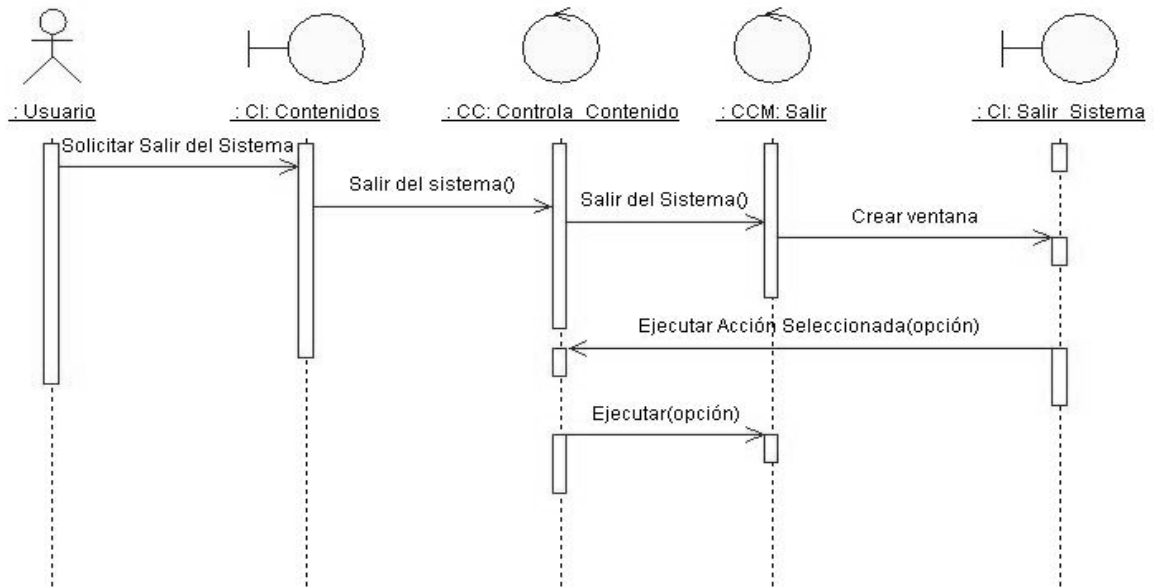 : Usuario
: CI: Contenidos
: CC: Controla_Contenido
: CCM: Salir
: CI: Salir_Sistema
Solicitar Salir del Sistema
Salir del sistema()
Salir del Sistema()
Crear ventana
Ejecutar Acción Seleccionada(opción)
Ejecutar(opción)